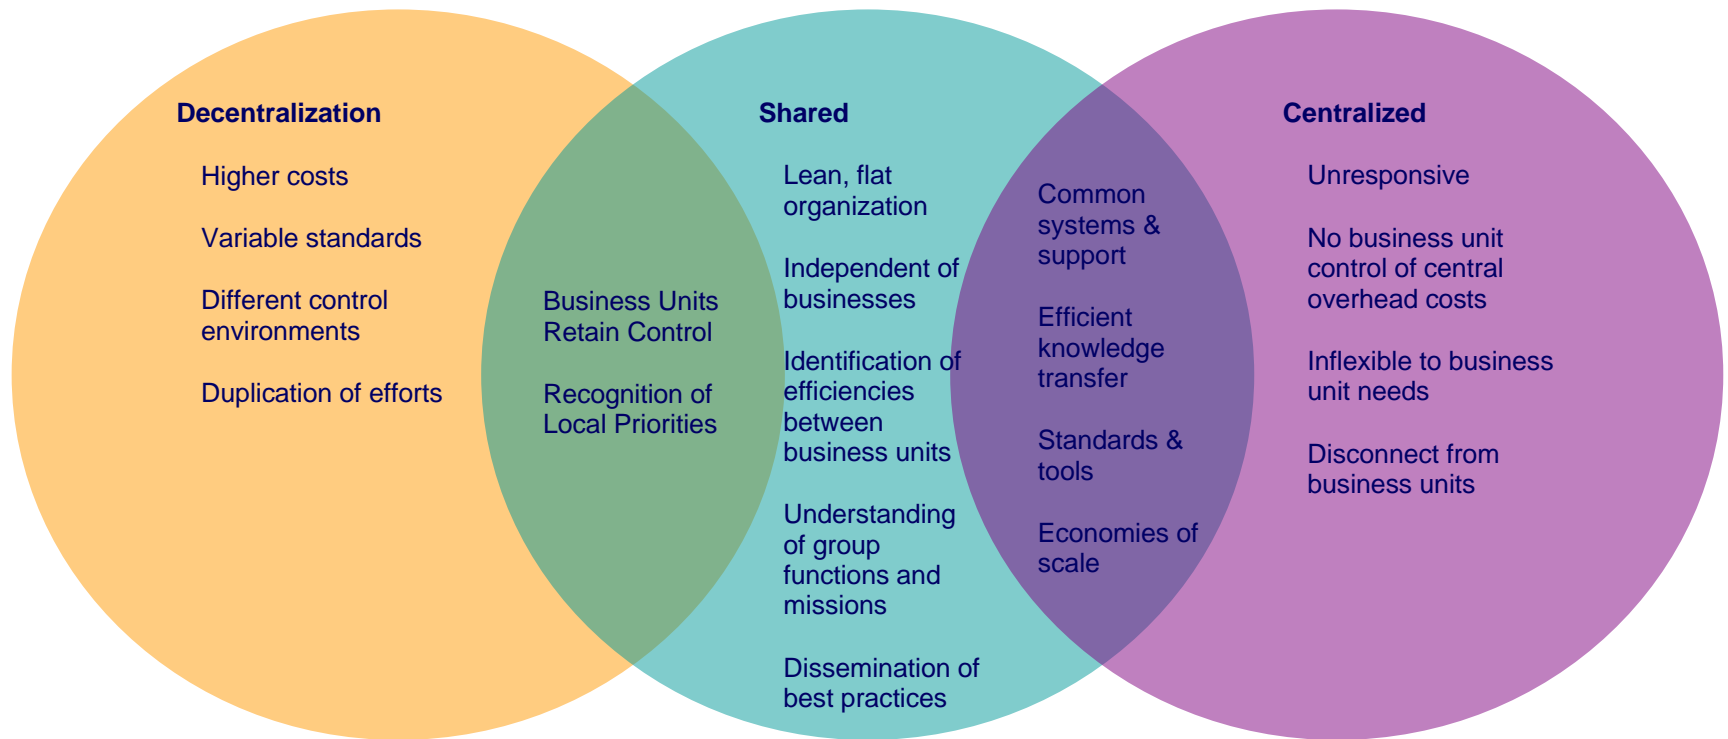 Decentralization
Higher costs
Variable standards
Different control
environments
Duplication of efforts
Business Units
Retain Control
Recognition of
Local Priorities
Shared
Lean, flat
organization
Independent of
businesses
Identification of
efficiencies
between
business units
Understanding
of group
functions and
missions
Dissemination of
best practices
Common
systems &
support
Efficient
knowledge
transfer
Standards &
tools
Economies of
scale
Centralized
Unresponsive
No business unit
control of central
overhead costs
Inflexible to business
unit needs
Disconnect from
business units